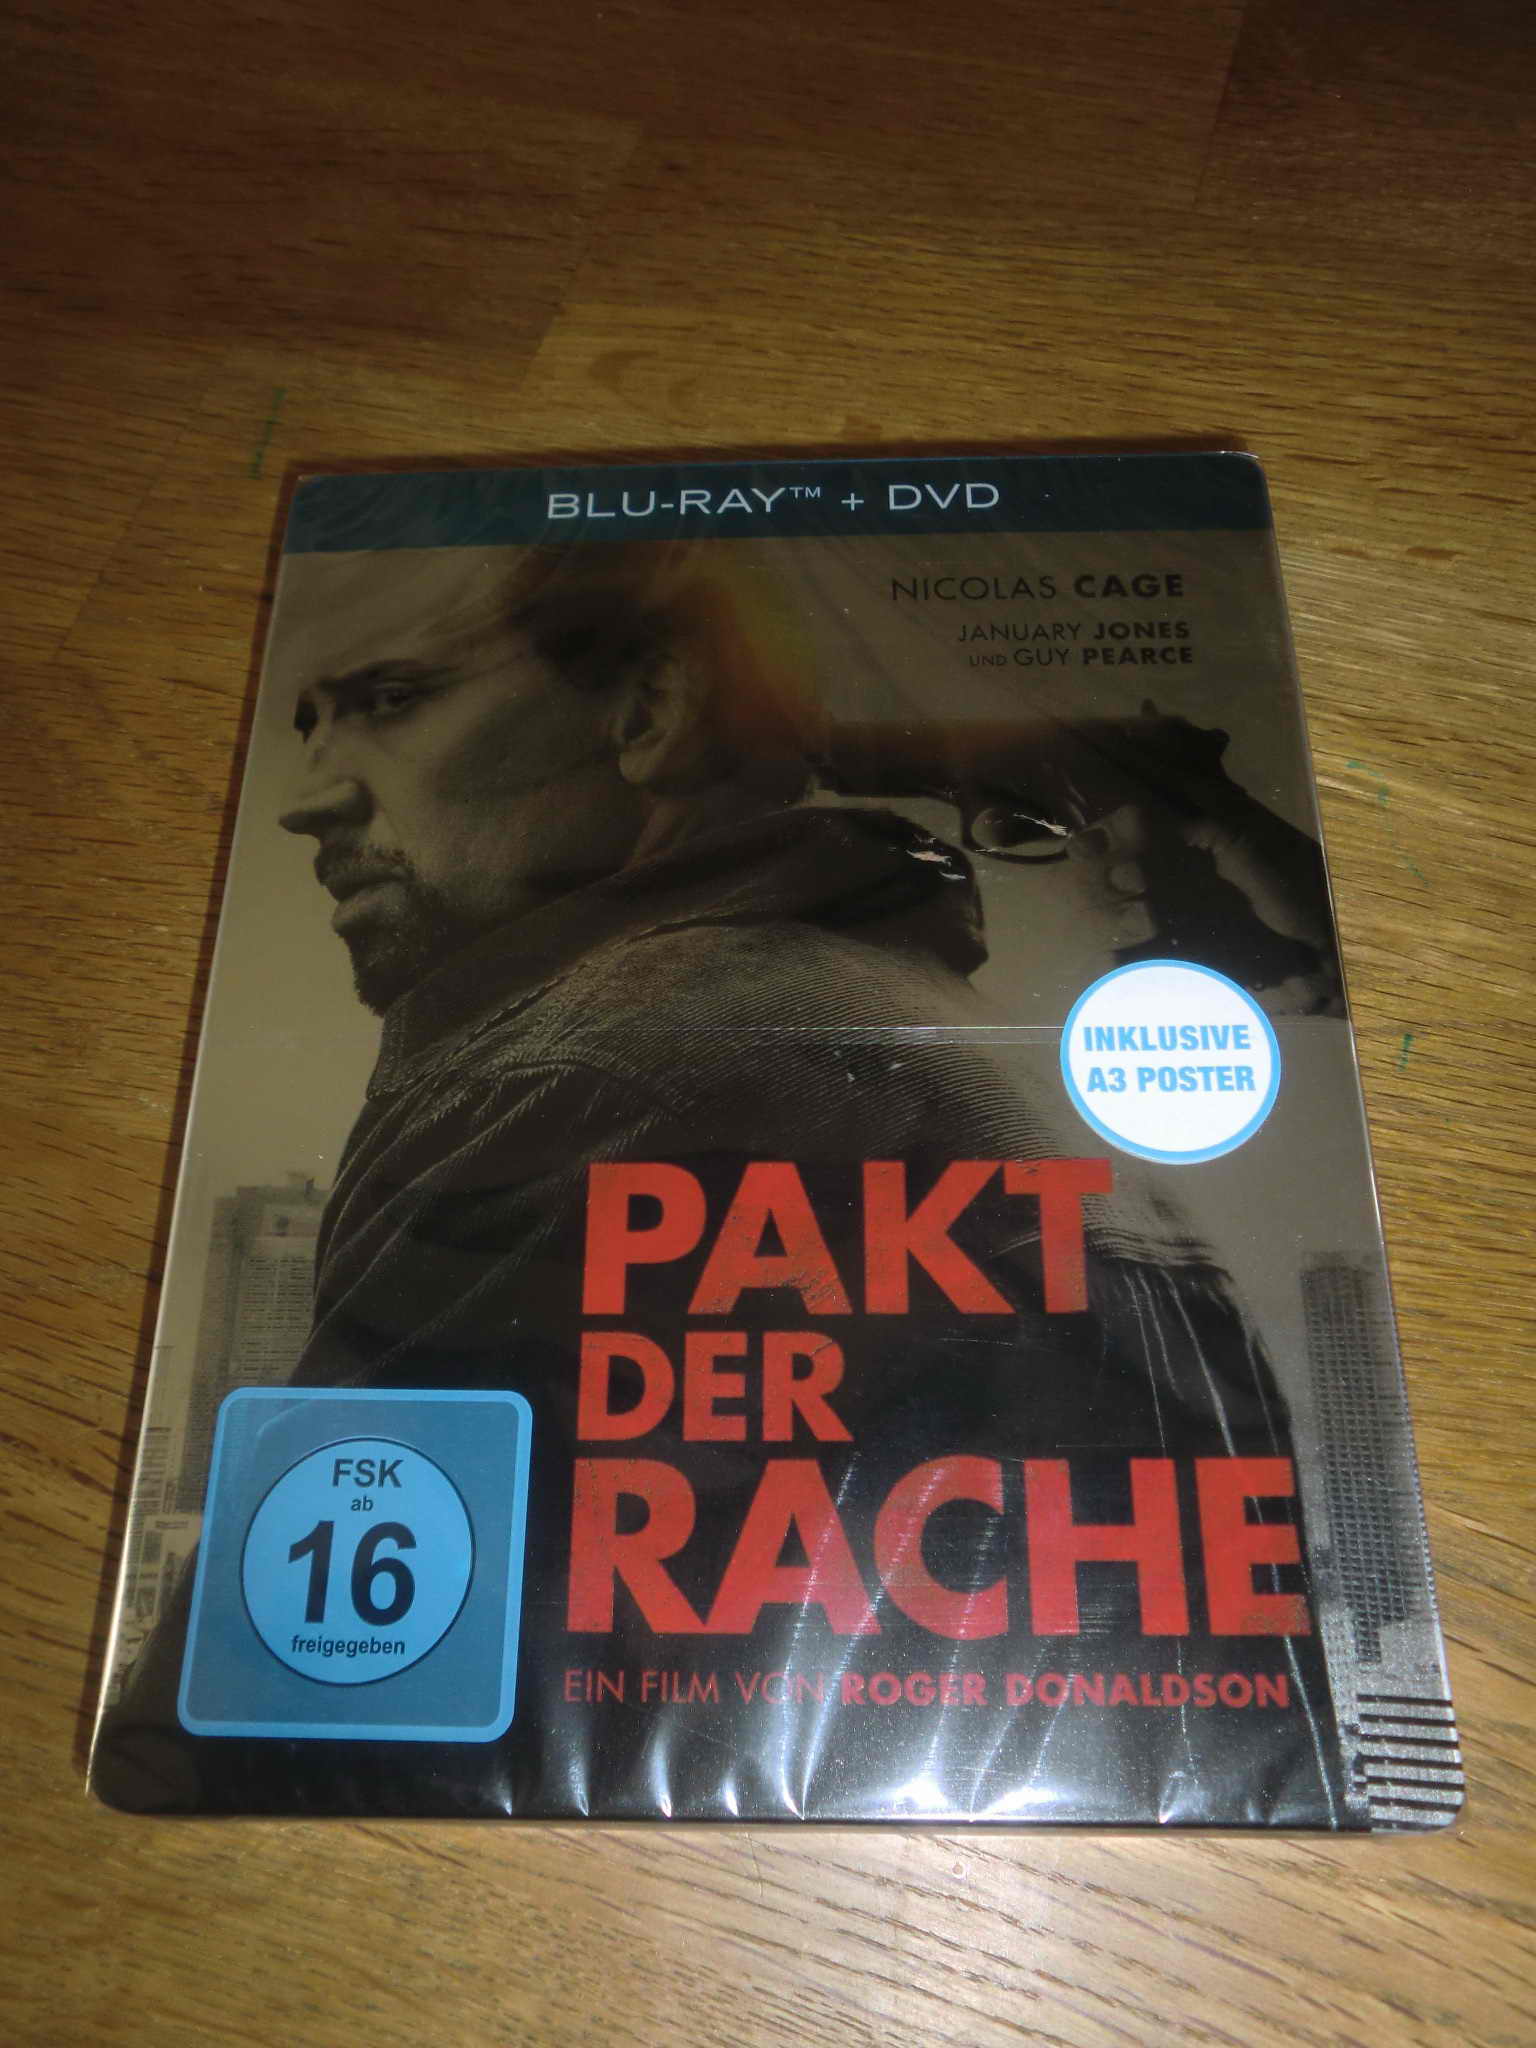 BLU-RAY™ + DVD
NICOLAS CAGE
JANUARY JONES
UND GUY PEARCE
INKLUSIVE
A3 POSTER
PAKT
DER
RACHE
FSK
ab
16
freigegeben
EIN FILM VON ROGER DONALDSON